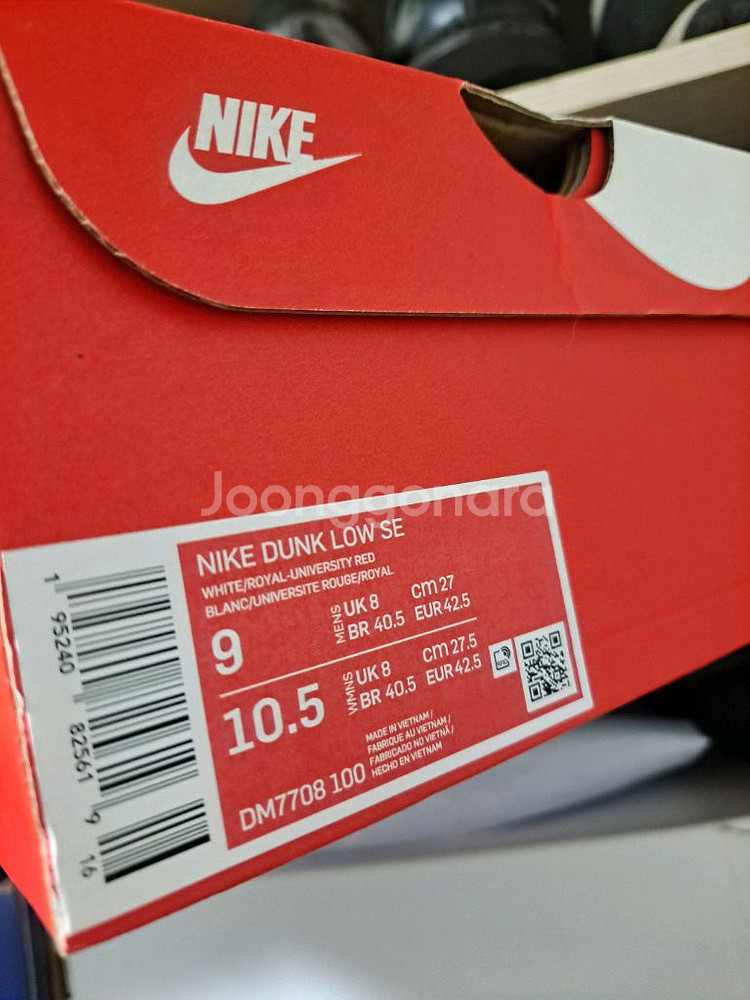 NIKE
Joonggonara
NIKE DUNK LOW SE
WHITE/ROYAL-UNIVERSITY RED
BLANC/UNIVERSITE ROUGE/ROYAL
9 MENS UK 8 CM 27
BR 40.5 EUR 42.5
10.5 WMNS UK 8 CM 27.5
BR 40.5 EUR 42.5
MADE IN VIETNAM /
FABRIQUE AU VIETNAM /
FABRICADO NO VIETNÃ /
HECHO EN VIETNAM
DM7708 100
1 95240 82561 9 16